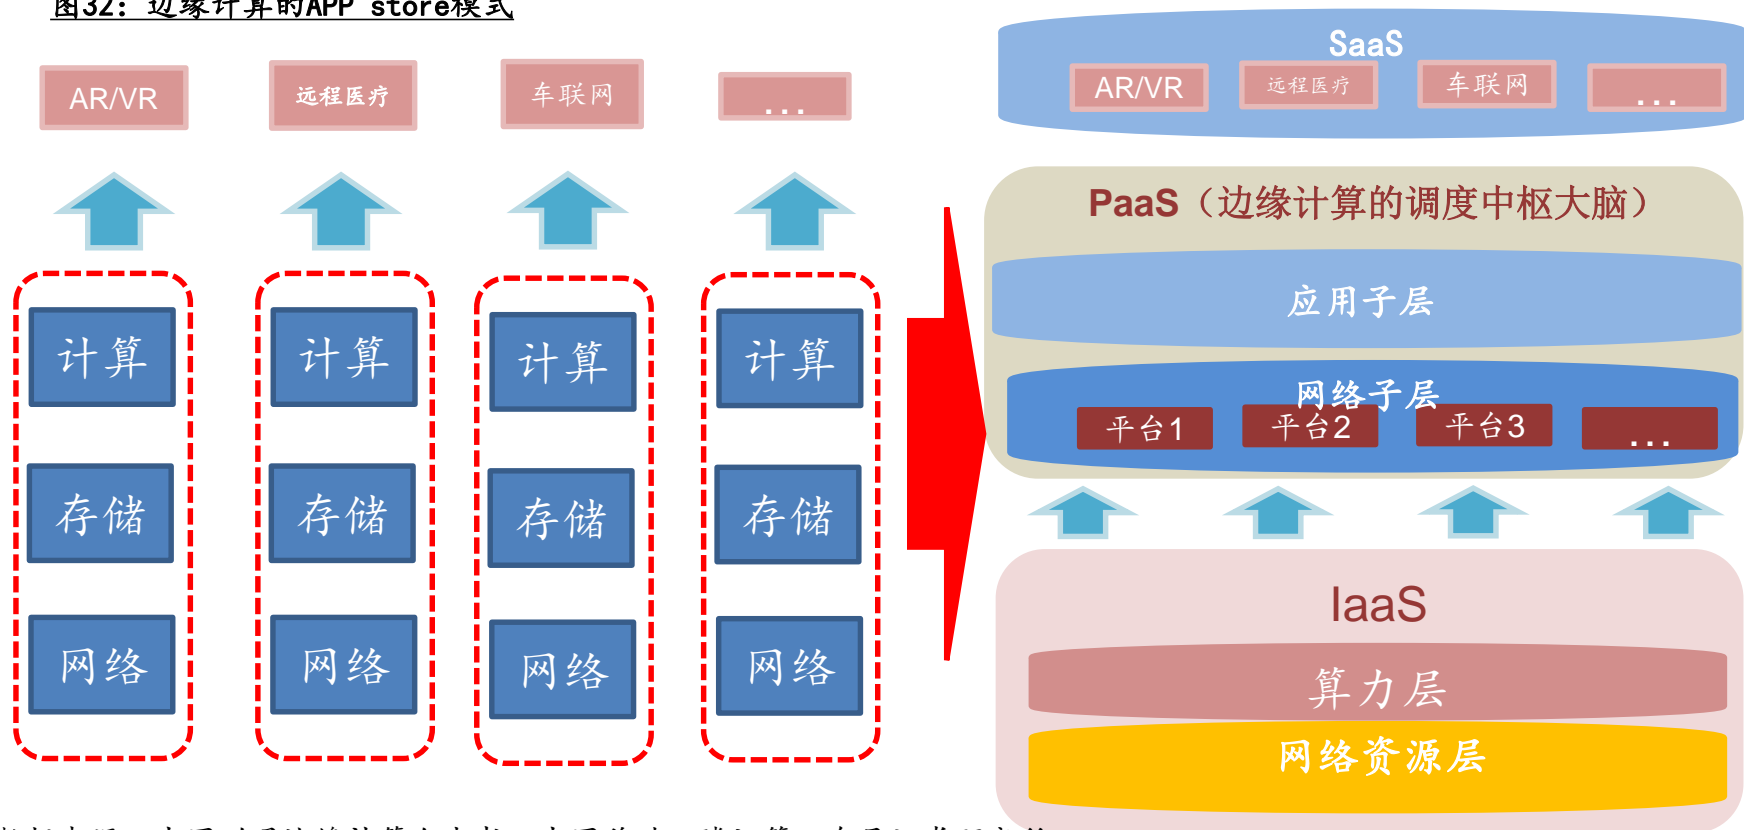 图32: 边缘计算的APP store模式
AR/VR
远程医疗
车联网
...
计算
计算
计算
计算
存储
存储
存储
存储
网络
网络
网络
网络
SaaS
AR/VR
远程医疗
车联网
...
PaaS（边缘计算的调度中枢大脑）
应用子层
网络子层
平台1
平台2
平台3
...
IaaS
算力层
网络资源层